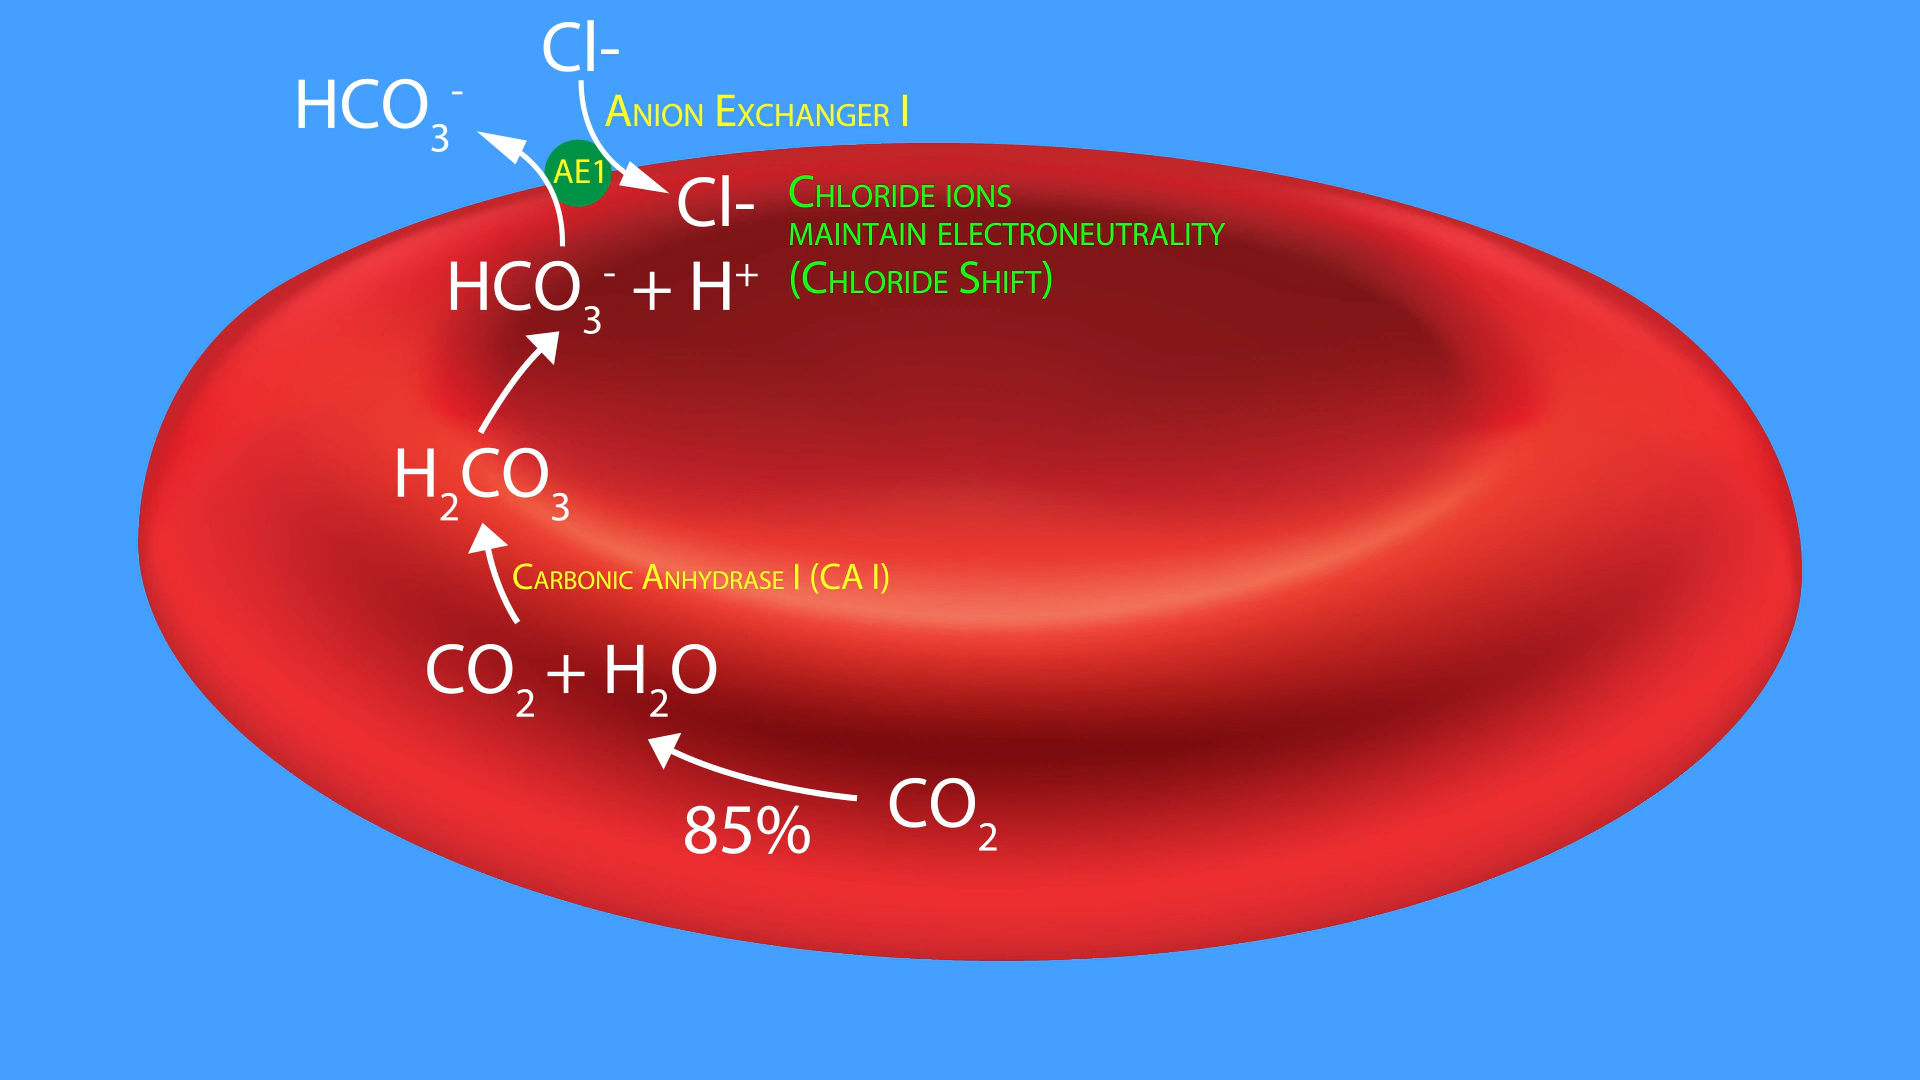 Cl-
HCO₃⁻
Anion Exchanger I
AE1
Cl-
Chloride ions
maintain electroneutrality
(Chloride Shift)
HCO₃⁻ + H⁺
H₂CO₃
Carbonic Anhydrase I (CA I)
CO₂ + H₂O
CO₂
85%